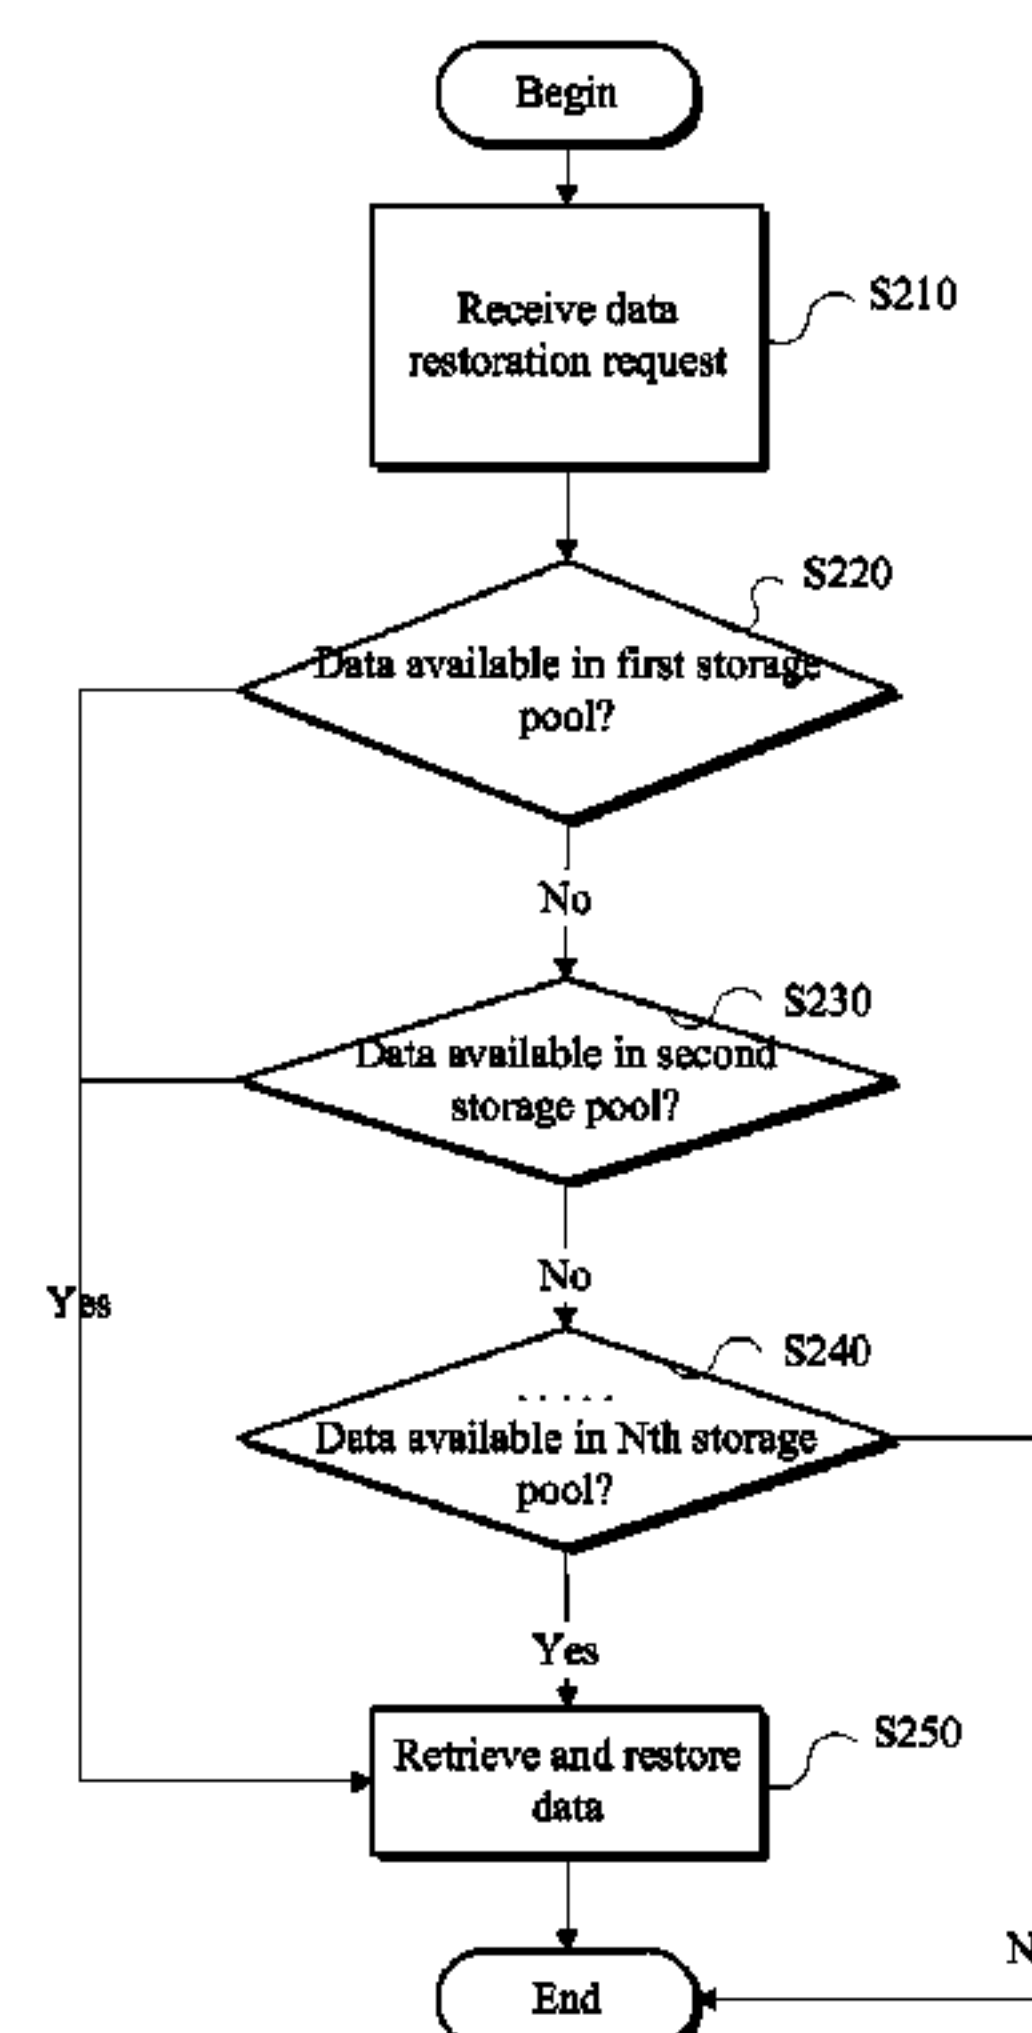 Begin
Receive data
restoration request
S210
S220
Data available in first storage
pool?
No
S230
Data available in second
storage pool?
No
Yes
S240
.....
Data available in Nth storage
pool?
Yes
Retrieve and restore
data
S250
N
End